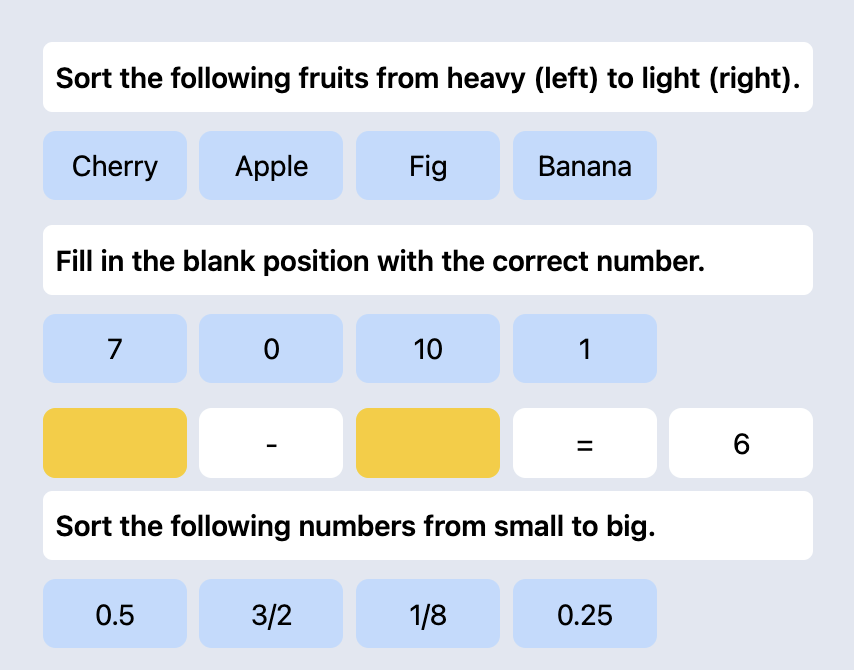 Sort the following fruits from heavy (left) to light (right).
Cherry Apple Fig Banana
Fill in the blank position with the correct number.
7 0 10 1
- = 6
Sort the following numbers from small to big.
0.5 3/2 1/8 0.25